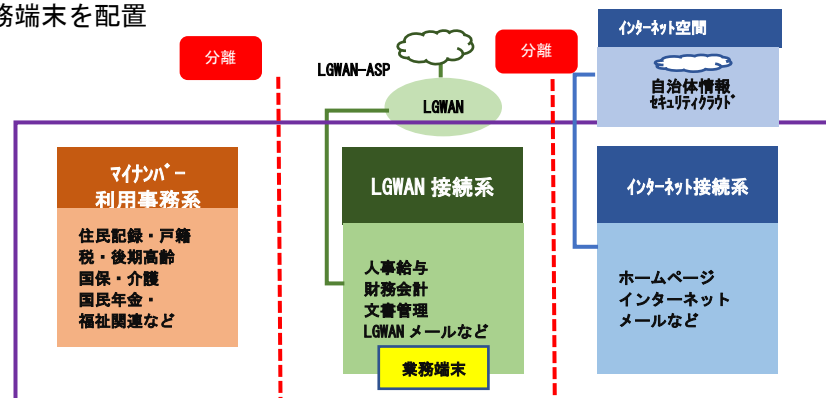 務端末を配置
分離
LGWAN-ASP
LGWAN
分離
インターネット空間
自治体情報
セキュリティクラウド
マイナンバー
利用事務系
住民記録・戸籍
税・後期高齢
国保・介護
国民年金・
福祉関連など
LGWAN 接続系
人事給与
財務会計
文書管理
LGWAN メールなど
業務端末
インターネット接続系
ホームページ
インターネット
メールなど